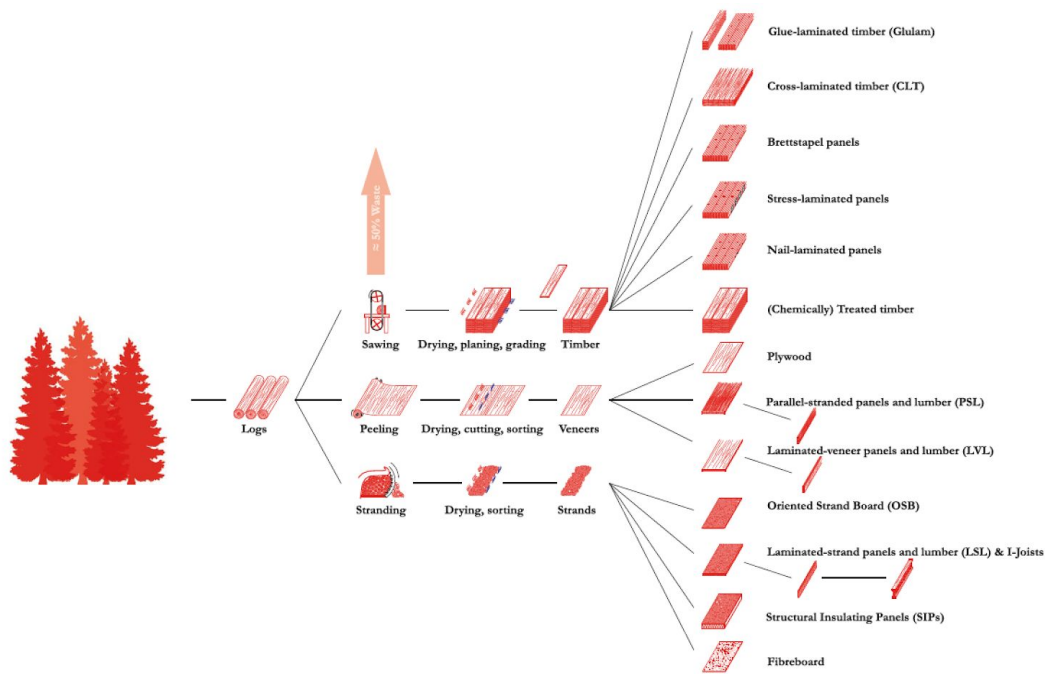 Glue-laminated timber (Glulam)
Cross-laminated timber (CLT)
Brettstapel panels
≈ 50% Waste
Stress-laminated panels
Nail-laminated panels
(Chemically) Treated timber
Sawing
Drying, planing, grading
Timber
Plywood
Parallel-stranded panels and lumber (PSL)
Logs
Peeling
Drying, cutting, sorting
Veneers
Laminated-veneer panels and lumber (LVL)
Stranding
Drying, sorting
Strands
Oriented Strand Board (OSB)
Laminated-strand panels and lumber (LSL) & I-Joists
Structural Insulating Panels (SIPs)
Fibreboard